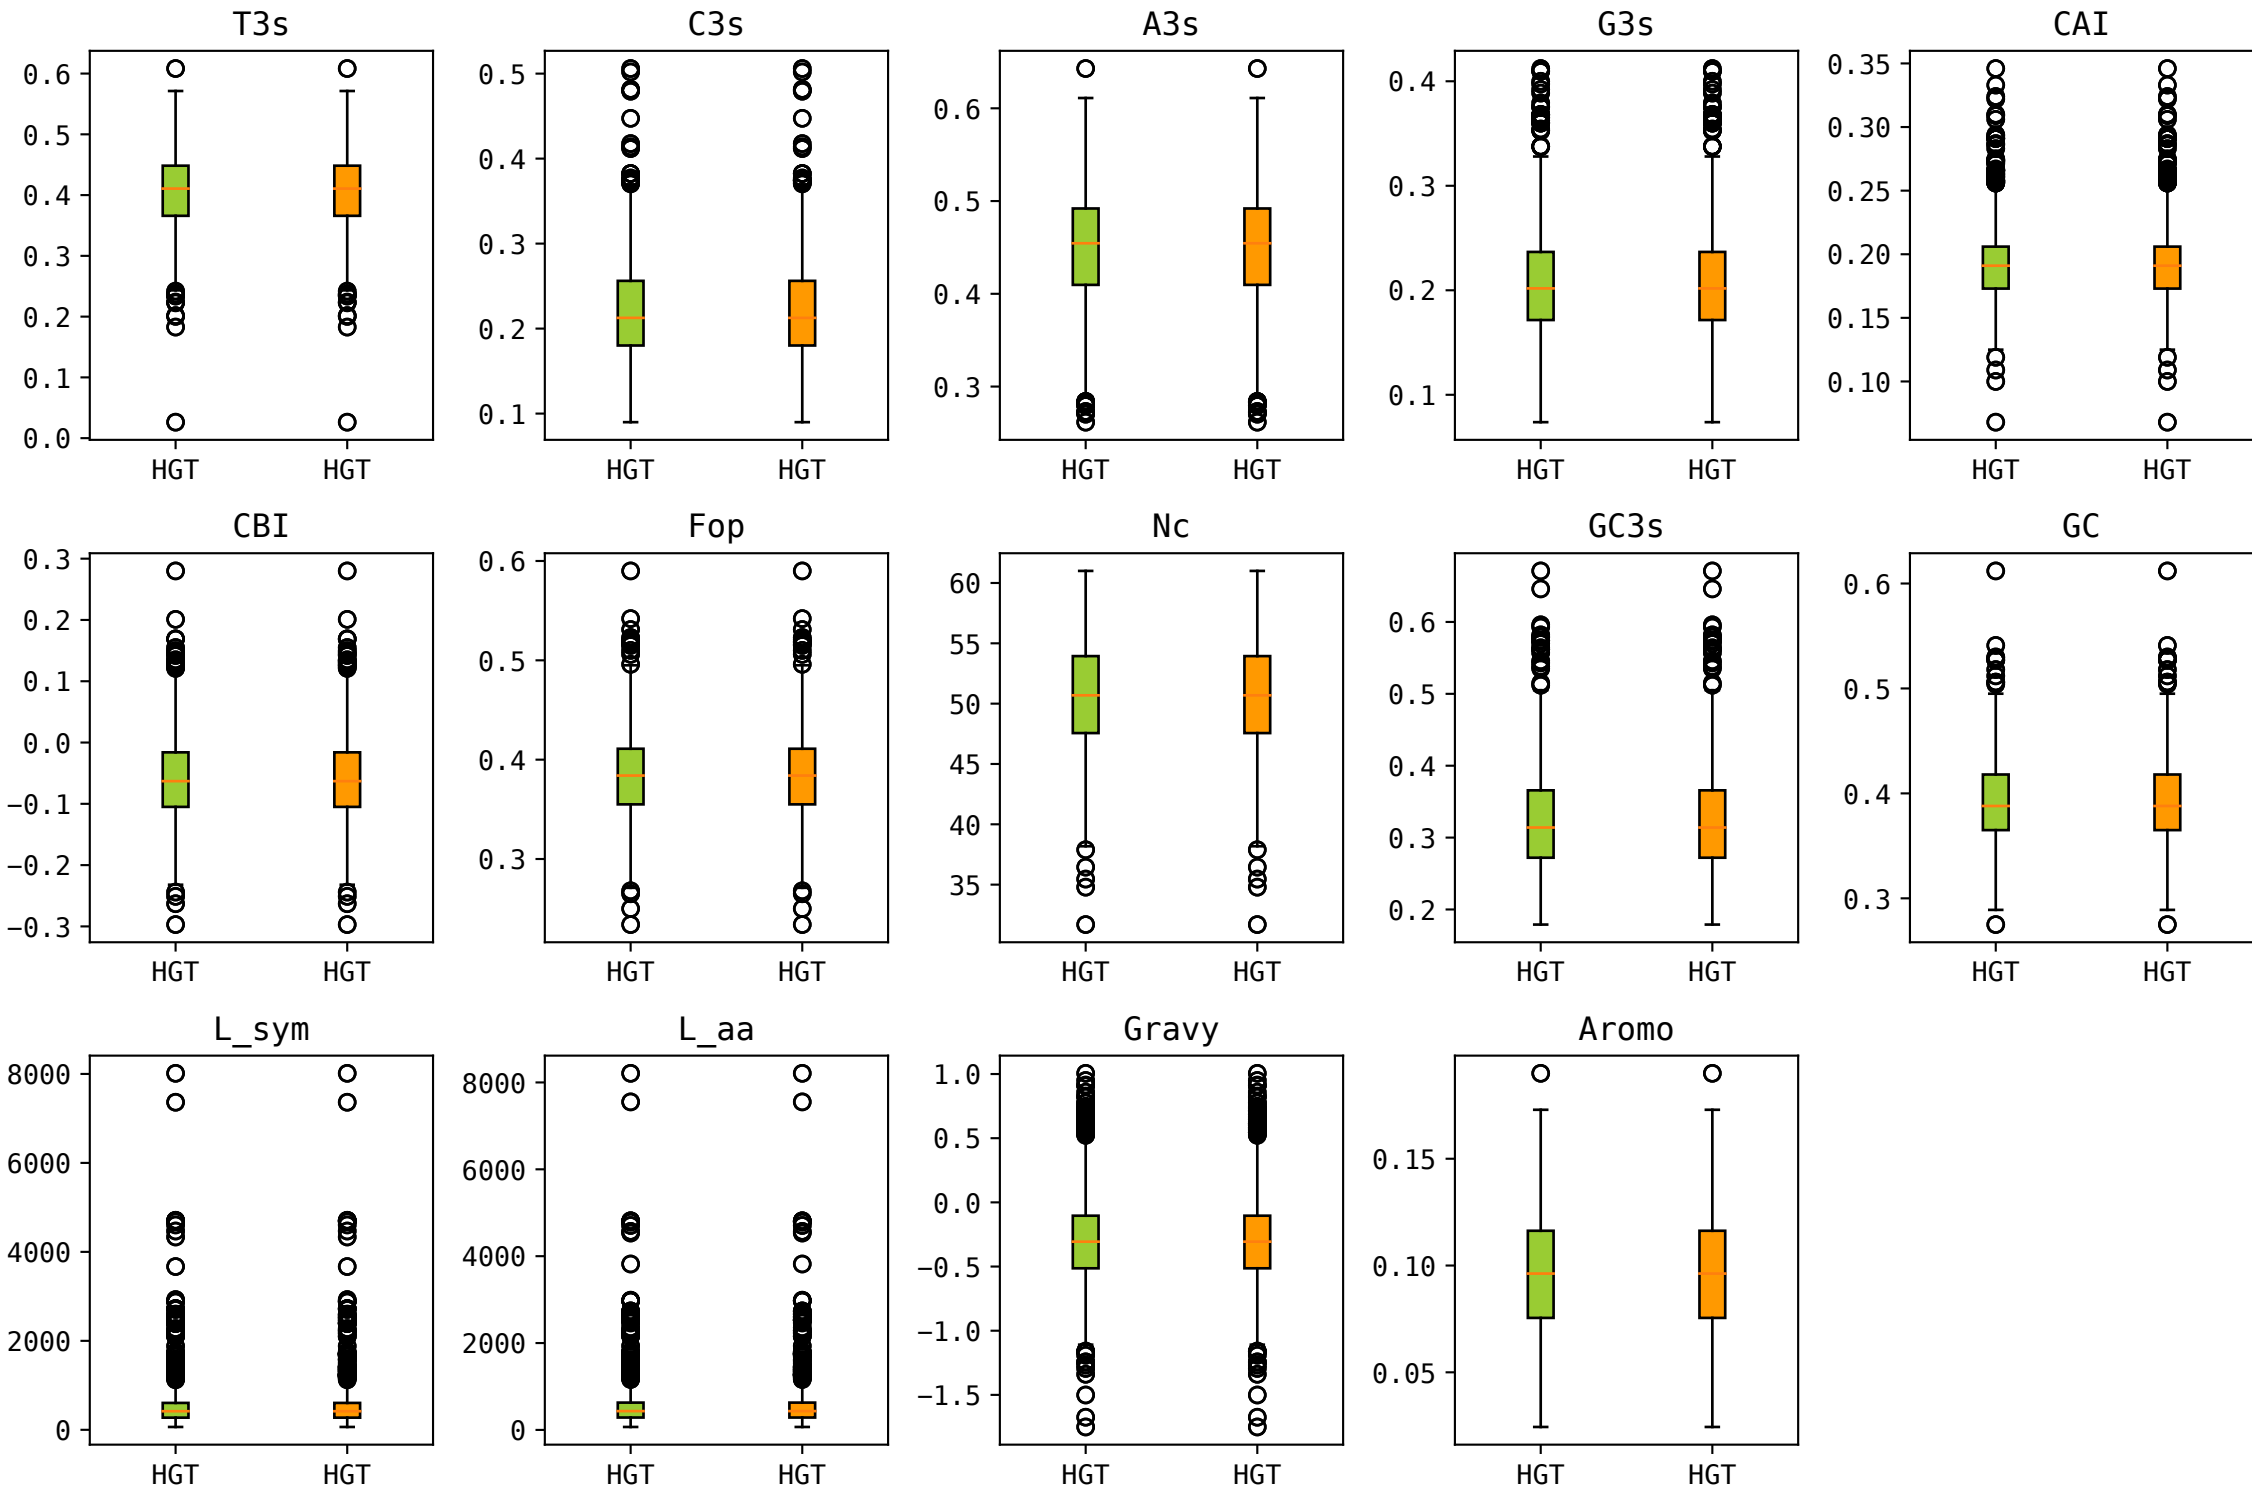 T3s
C3s
A3s
G3s
CAI
0.6
0.5
0.4
0.3
0.2
0.1
0.0
HGT
HGT
0.5
0.4
0.3
0.2
0.1
HGT
HGT
0.6
0.5
0.4
0.3
HGT
HGT
0.4
0.3
0.2
0.1
HGT
HGT
0.35
0.30
0.25
0.20
0.15
0.10
HGT
HGT
CBI
Fop
Nc
GC3s
GC
0.3
0.2
0.1
0.0
−0.1
−0.2
−0.3
HGT
HGT
0.6
0.5
0.4
0.3
HGT
HGT
60
55
50
45
40
35
HGT
HGT
0.6
0.5
0.4
0.3
0.2
HGT
HGT
0.6
0.5
0.4
0.3
HGT
HGT
L_sym
L_aa
Gravy
Aromo
8000
6000
4000
2000
0
HGT
HGT
8000
6000
4000
2000
0
HGT
HGT
1.0
0.5
0.0
−0.5
−1.0
−1.5
HGT
HGT
0.15
0.10
0.05
HGT
HGT